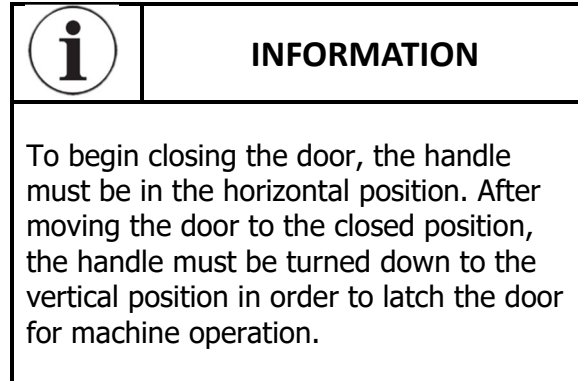 INFORMATION
To begin closing the door, the handle
must be in the horizontal position. After
moving the door to the closed position,
the handle must be turned down to the
vertical position in order to latch the door
for machine operation.